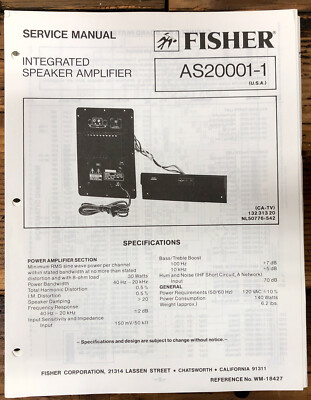 SERVICE MANUAL
FISHER
INTEGRATED
SPEAKER AMPLIFIER
AS20001-1
(U.S.A.)
(CA-TV)
132 313 20
NL50776-542
SPECIFICATIONS
POWER AMPLIFIER SECTION
Minimum RMS sine wave power per channel
within stated bandwidth at no more than stated
distortion and with 8-ohm load 20 Watts
Power Bandwidth 40 Hz – 20 kHz
Total Harmonic Distortion 0.5 %
I.M. Distortion 0.5 %
Speaker Damping > 20
Frequency Response
40 Hz – 20 kHz ±2 dB
Input Sensitivity and Impedance
Input 150 mV/50 kΩ
Bass/Treble Boost
100 Hz +7 dB
10 kHz +5 dB
Hum and Noise (IHF Short Circuit, A Network)
Input 70 dB
GENERAL
Power Requirements (50/60 Hz) 120 VAC ±10 %
Power Consumption 140 Watts
Weight (approx.) 6.2 lbs.
– Specifications and design are subject to change without notice. –
FISHER CORPORATION, 21314 LASSEN STREET • CHATSWORTH • CALIFORNIA 91311
REFERENCE No. WM-18427